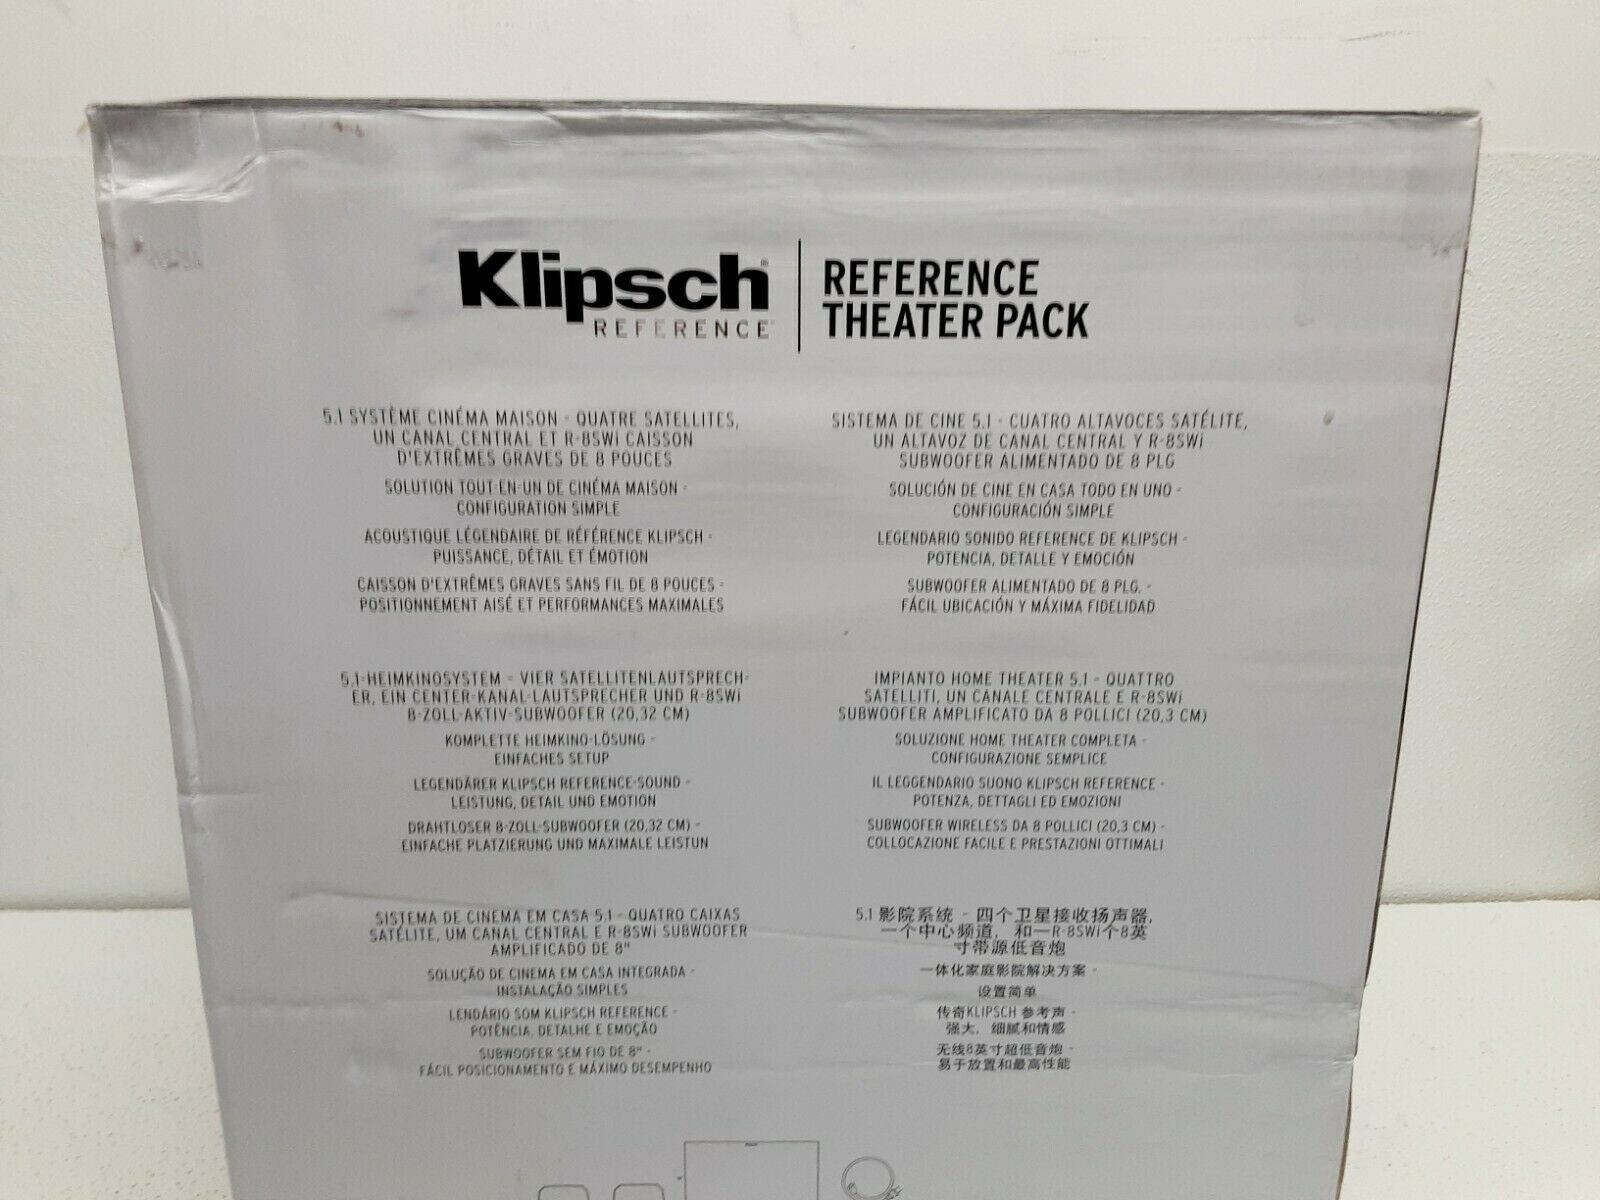 Klipsch®
REFERENCE
REFERENCE
THEATER PACK
5.1 SYSTÈME CINÉMA MAISON - QUATRE SATELLITES,
UN CANAL CENTRAL ET R-8SWi CAISSON
D'EXTRÊMES GRAVES DE 8 POUCES
SOLUTION TOUT-EN-UN DE CINÉMA MAISON -
CONFIGURATION SIMPLE
ACOUSTIQUE LÉGENDAIRE DE RÉFÉRENCE KLIPSCH -
PUISSANCE, DÉTAIL ET ÉMOTION
CAISSON D'EXTRÊMES GRAVES SANS FIL DE 8 POUCES -
POSITIONNEMENT AISÉ ET PERFORMANCES MAXIMALES
SISTEMA DE CINE 5.1 - CUATRO ALTAVOCES SATÉLITE,
UN ALTAVOZ DE CANAL CENTRAL Y R-8SWi
SUBWOOFER ALIMENTADO DE 8 PLG
SOLUCIÓN DE CINE EN CASA TODO EN UNO -
CONFIGURACIÓN SIMPLE
LEGENDARIO SONIDO REFERENCE DE KLIPSCH -
POTENCIA, DETALLE Y EMOCIÓN
SUBWOOFER ALIMENTADO DE 8 PLG. -
FÁCIL UBICACIÓN Y MÁXIMA FIDELIDAD
5.1-HEIMKINOSYSTEM - VIER SATELLITENLAUTSPRECH-
ER, EIN CENTER-KANAL-LAUTSPRECHER UND R-8SWi
8-ZOLL-AKTIV-SUBWOOFER (20,32 CM)
KOMPLETTE HEIMKINO-LÖSUNG -
EINFACHES SETUP
LEGENDÄRER KLIPSCH REFERENCE-SOUND -
LEISTUNG, DETAIL UND EMOTION
DRAHTLOSER 8-ZOLL-SUBWOOFER (20,32 CM) -
EINFACHE PLATZIERUNG UND MAXIMALE LEISTUN
IMPIANTO HOME THEATER 5.1 - QUATTRO
SATELLITI, UN CANALE CENTRALE E R-8SWi
SUBWOOFER AMPLIFICATO DA 8 POLLICI (20,3 CM)
SOLUZIONE HOME THEATER COMPLETA -
CONFIGURAZIONE SEMPLICE
IL LEGGENDARIO SUONO KLIPSCH REFERENCE -
POTENZA, DETTAGLI ED EMOZIONI
SUBWOOFER WIRELESS DA 8 POLLICI (20,3 CM) -
COLLOCAZIONE FACILE E PRESTAZIONI OTTIMALI
SISTEMA DE CINEMA EM CASA 5.1 - QUATRO CAIXAS
SATÉLITE, UM CANAL CENTRAL E R-8SWi SUBWOOFER
AMPLIFICADO DE 8"
SOLUÇÃO DE CINEMA EM CASA INTEGRADA -
INSTALAÇÃO SIMPLES
LENDÁRIO SOM KLIPSCH REFERENCE -
POTÊNCIA, DETALHE E EMOÇÃO
SUBWOOFER SEM FIO DE 8" -
FÁCIL POSICIONAMENTO E MÁXIMO DESEMPENHO
5.1 影院系统 - 四个卫星接收扬声器,
一个中心频道, 和一R-8SWi个8英
寸带源低音炮
一体化家庭影院解决方案 -
设置简单
传奇KLIPSCH 参考声 -
强大, 细腻和情感
无线8英寸超低音炮 -
易于放置和最高性能